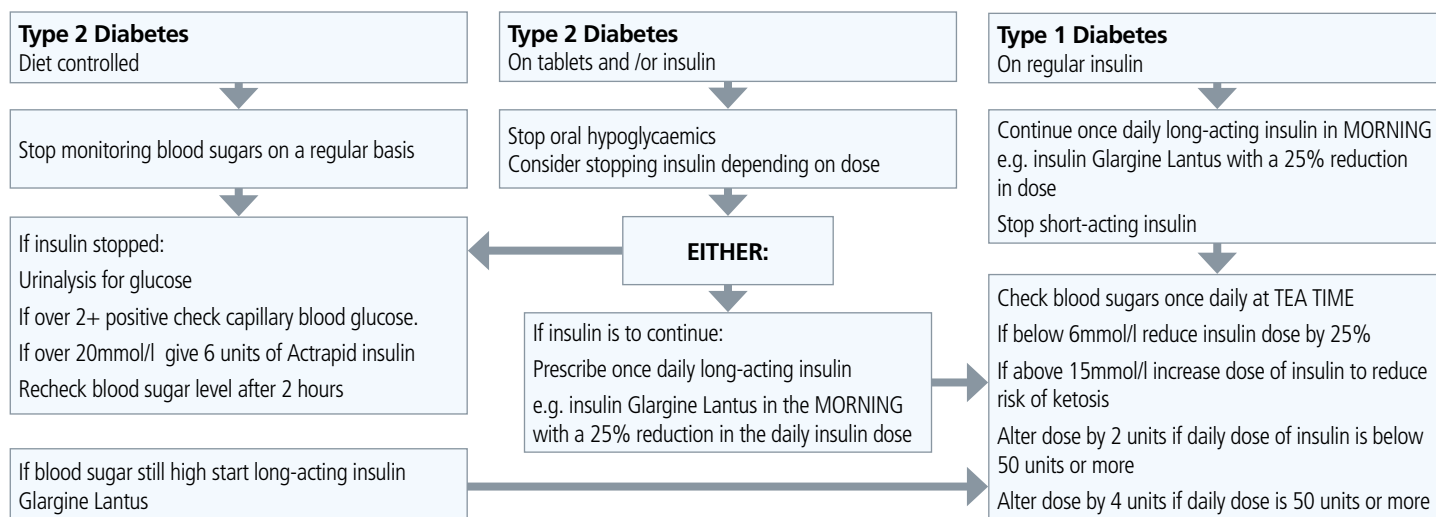 Type 2 Diabetes
Diet controlled
Stop monitoring blood sugars on a regular basis
If insulin stopped:
Urinalysis for glucose
If over 2+ positive check capillary blood glucose.
If over 20mmol/l give 6 units of Actrapid insulin
Recheck blood sugar level after 2 hours
If blood sugar still high start long-acting insulin
Glargine Lantus
Type 2 Diabetes
On tablets and /or insulin
Stop oral hypoglycaemics
Consider stopping insulin depending on dose
EITHER:
If insulin is to continue:
Prescribe once daily long-acting insulin
e.g. insulin Glargine Lantus in the MORNING
with a 25% reduction in the daily insulin dose
Type 1 Diabetes
On regular insulin
Continue once daily long-acting insulin in MORNING
e.g. insulin Glargine Lantus with a 25% reduction
in dose
Stop short-acting insulin
Check blood sugars once daily at TEA TIME
If below 6mmol/l reduce insulin dose by 25%
If above 15mmol/l increase dose of insulin to reduce
risk of ketosis
Alter dose by 2 units if daily dose of insulin is below
50 units or more
Alter dose by 4 units if daily dose is 50 units or more